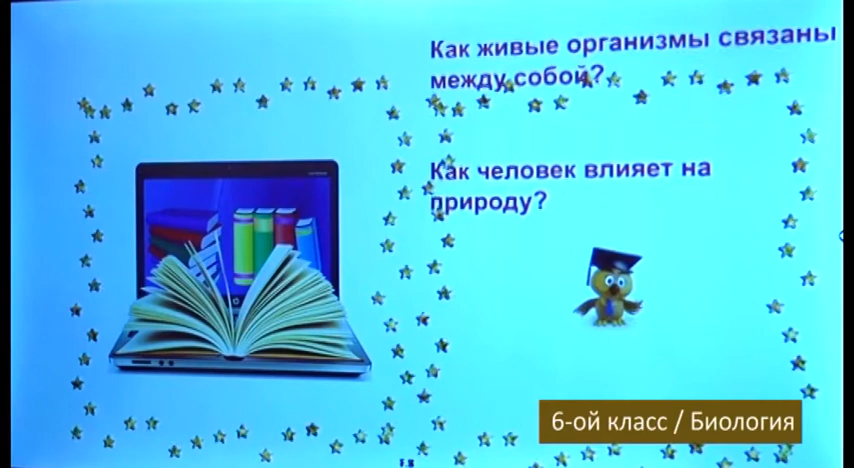 Как живые организмы связаны
между собой?
Как человек влияет на
природу?
6-ой класс / Биология